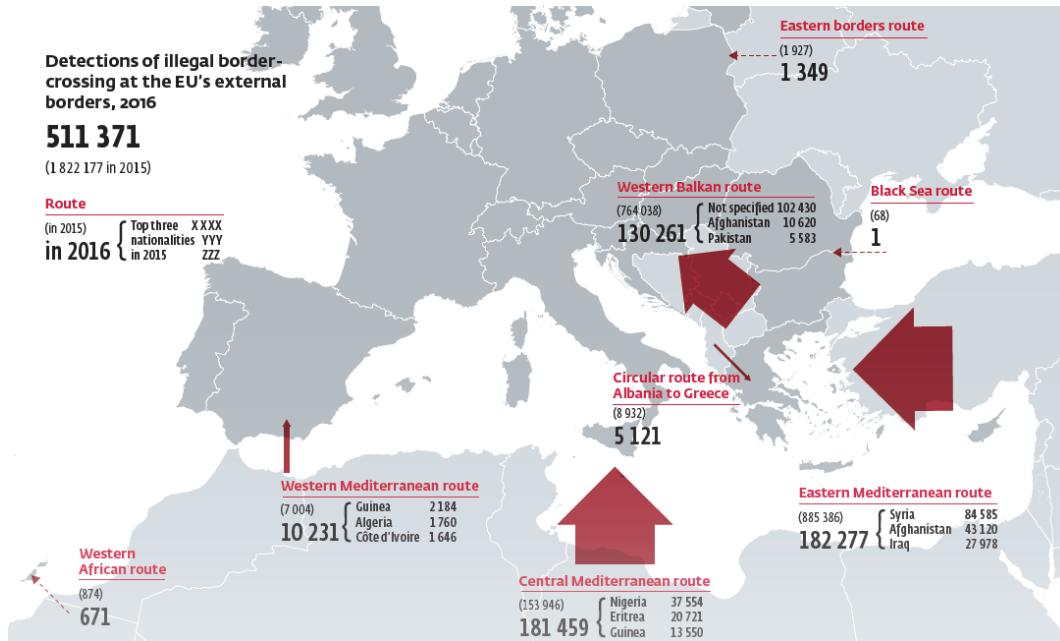 Detections of illegal border-
crossing at the EU's external
borders, 2016
511 371
(1 822 177 in 2015)
Route
(in 2015)
in 2016
Top three XXXX
nationalities YYY
in 2015 ZZZ
Eastern borders route
(1 927)
1 349
Western Balkan route
(764 038)
130 261
Not specified 102 430
Afghanistan 10 620
Pakistan 5 583
Black Sea route
(68)
1
Circular route from
Albania to Greece
(8 932)
5 121
Western Mediterranean route
(7 004)
10 231
Guinea 2 184
Algeria 1 760
Côte d'Ivoire 1 646
Eastern Mediterranean route
(885 386)
182 277
Syria 84 585
Afghanistan 43 120
Iraq 27 978
Western
African route
(874)
671
Central Mediterranean route
(153 946)
181 459
Nigeria 37 554
Eritrea 20 721
Guinea 13 550